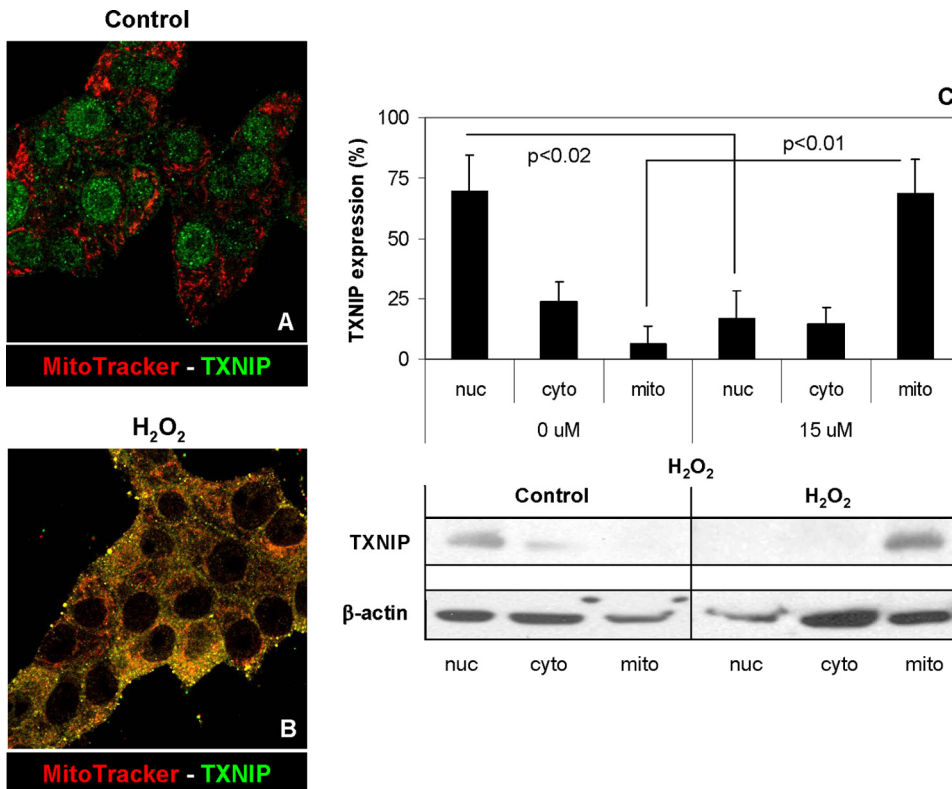 Control
A
MitoTracker - TXNIP
H₂O₂
B
MitoTracker - TXNIP
C
TXNIP expression (%)
100
75
50
25
0
p<0.02
p<0.01
nuc cyto mito nuc cyto mito
0 uM 15 uM
H₂O₂
Control H₂O₂
TXNIP
β-actin
nuc cyto mito nuc cyto mito